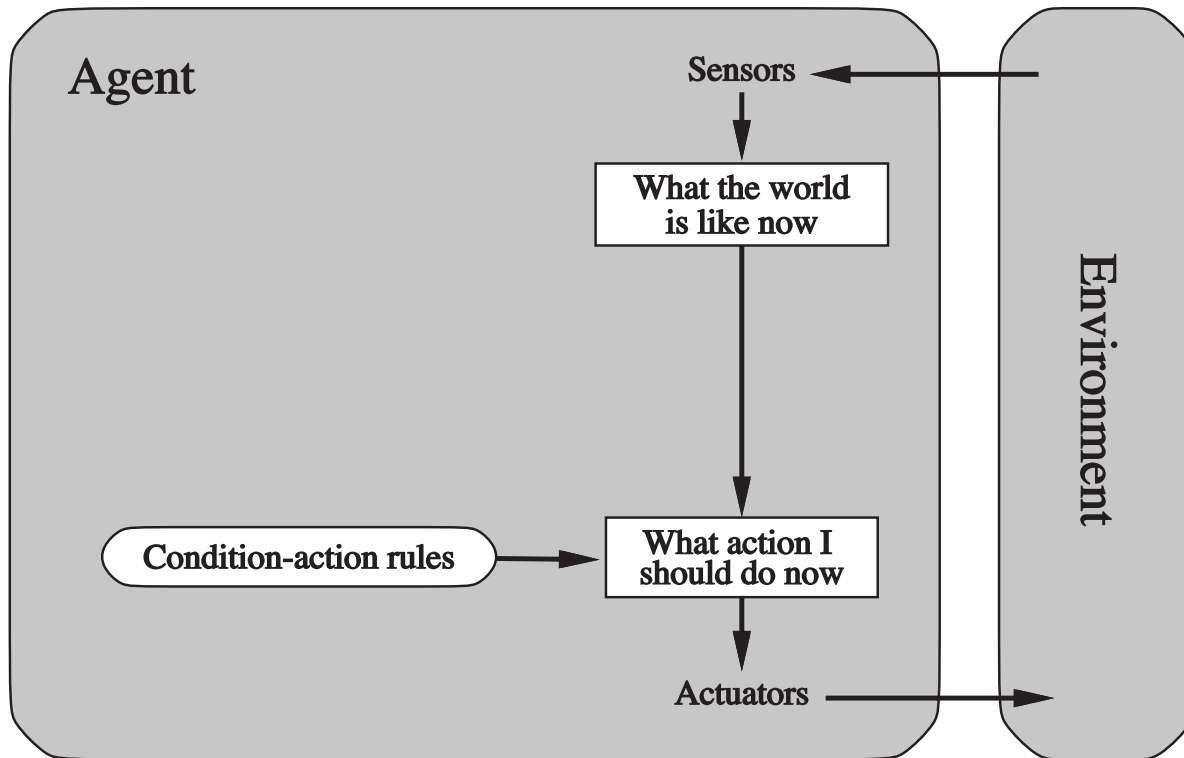 Agent
Sensors
What the world
is like now
Environment
Condition-action rules
What action I
should do now
Actuators